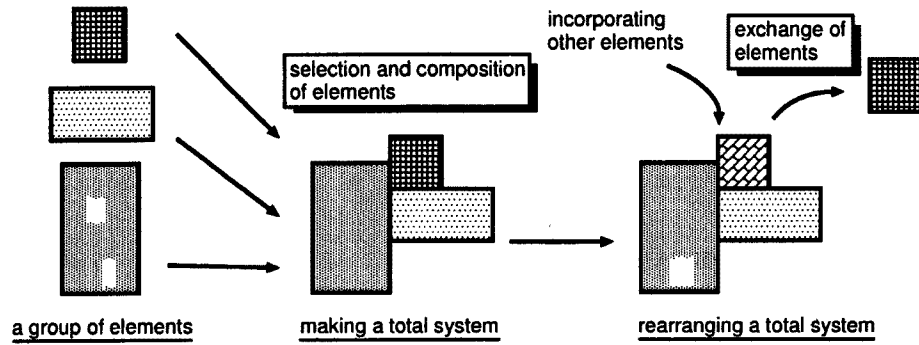 incorporating
other elements
exchange of
elements
selection and composition
of elements
a group of elements
making a total system
rearranging a total system